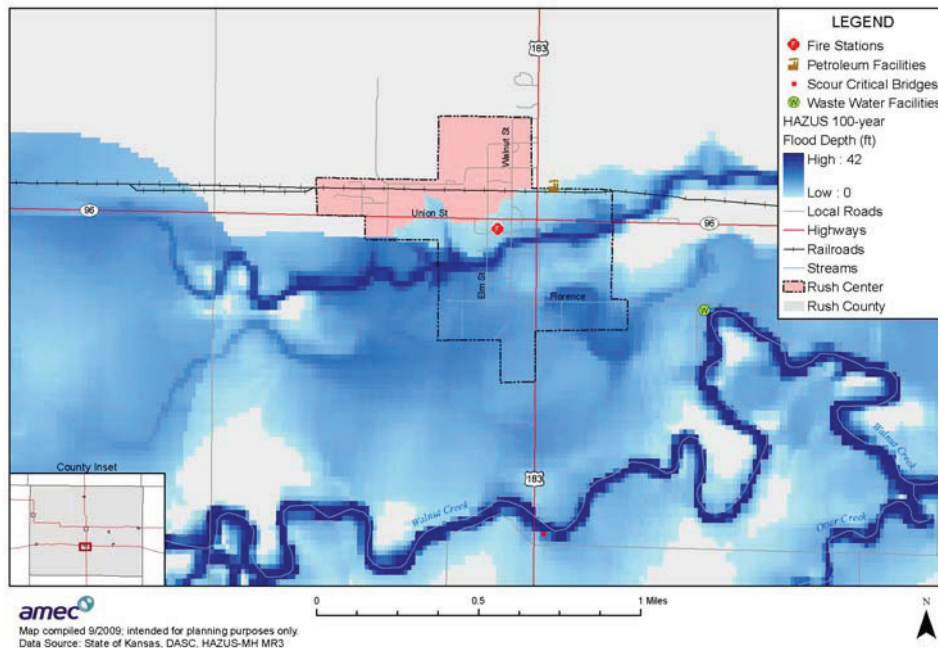 183
LEGEND
Fire Stations
Petroleum Facilities
Scour Critical Bridges
Waste Water Facilities
HAZUS 100-year
Flood Depth (ft)
High : 42
Low : 0
Local Roads
Highways
Railroads
Streams
Rush Center
Rush County
F
W
Walnut St
96
Union St
96
F
Elm St
Florence
W
183
Walnut Creek
Walnut Creek
Otter Creek
County Inset
amec
0 0.5 1 Miles
N
Map compiled 9/2009; intended for planning purposes only.
Data Source: State of Kansas, DASC, HAZUS-MH MR3